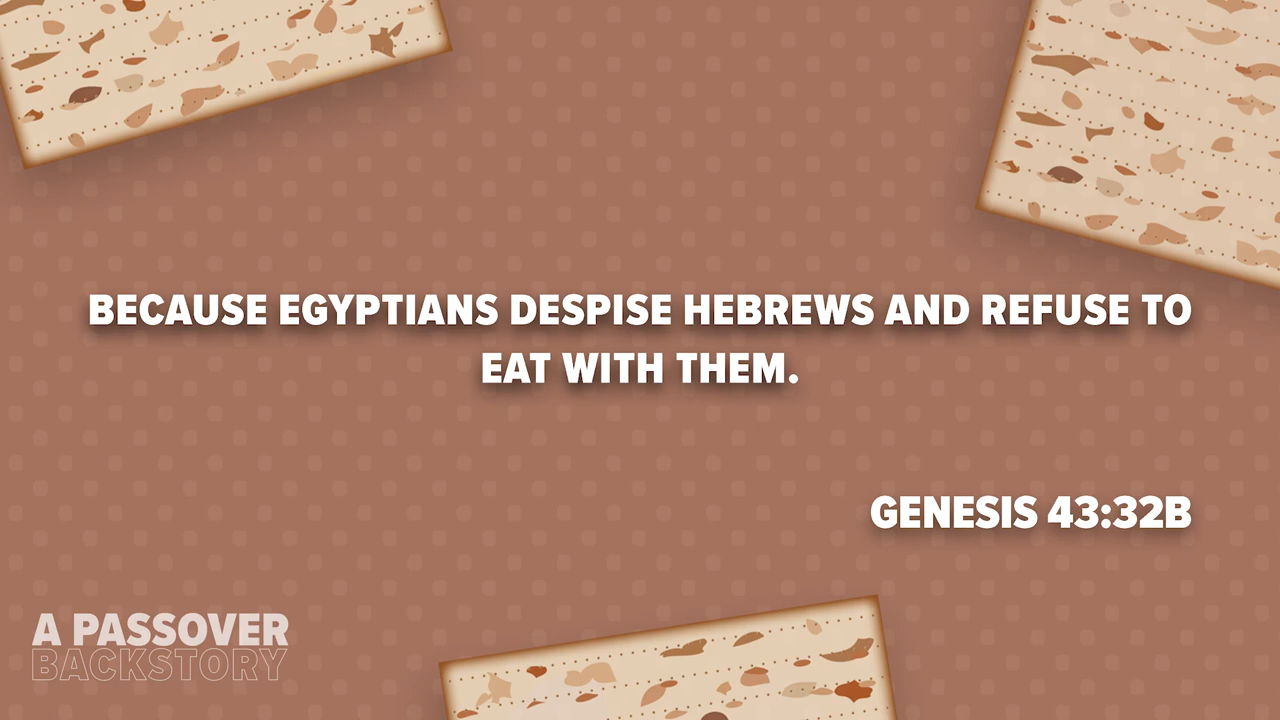 BECAUSE EGYPTIANS DESPISE HEBREWS AND REFUSE TO
EAT WITH THEM.
GENESIS 43:32B
A PASSOVER
BACKSTORY